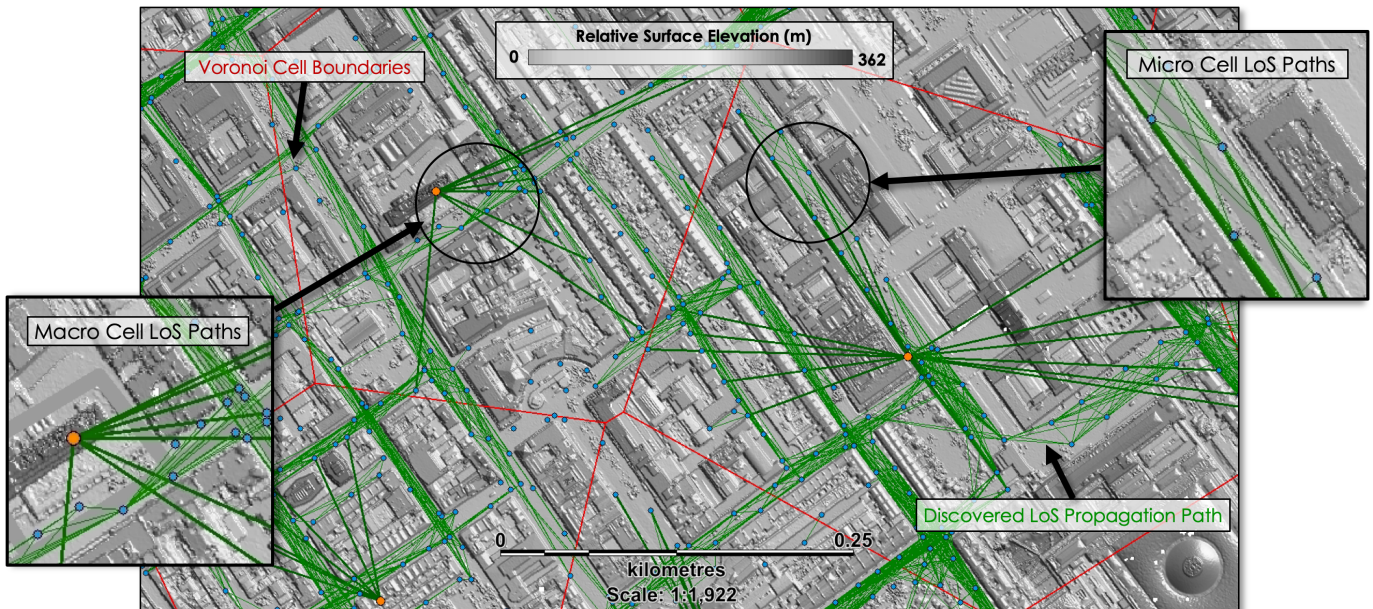 Relative Surface Elevation (m)
0
362
Voronoi Cell Boundaries
Micro Cell LoS Paths
Macro Cell LoS Paths
Discovered LoS Propagation Path
0
0.25
kilometres
Scale: 1:1,922